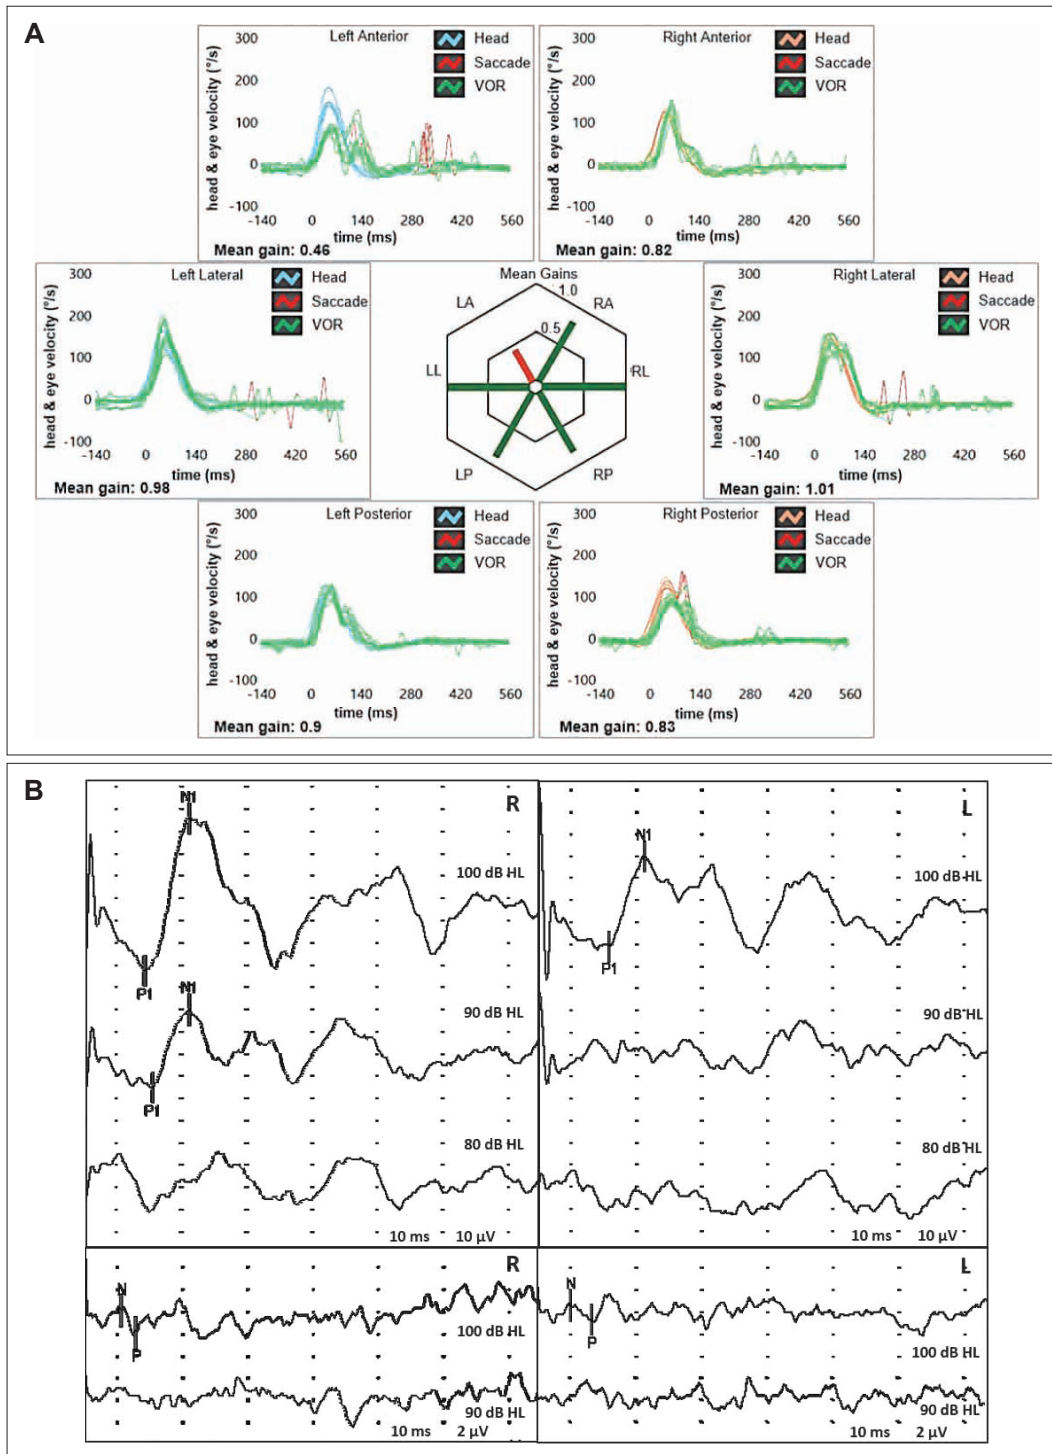 A
Left Anterior
Head
Saccade
VOR
head & eye velocity (°/s)
300
200
100
0
-100
-140 0 140 280 420 560
time (ms)
Mean gain: 0.46
Right Anterior
Head
Saccade
VOR
head & eye velocity (°/s)
300
200
100
0
-100
-140 0 140 280 420 560
time (ms)
Mean gain: 0.82
Left Lateral
Head
Saccade
VOR
head & eye velocity (°/s)
300
200
100
0
-100
-140 0 140 280 420 560
time (ms)
Mean gain: 0.98
Mean Gains
1.0
0.5
LA
RA
LL
RL
LP
RP
Right Lateral
Head
Saccade
VOR
head & eye velocity (°/s)
300
200
100
0
-100
-140 0 140 280 420 560
time (ms)
Mean gain: 1.01
Left Posterior
Head
Saccade
VOR
head & eye velocity (°/s)
300
200
100
0
-100
-140 0 140 280 420 560
time (ms)
Mean gain: 0.9
Right Posterior
Head
Saccade
VOR
head & eye velocity (°/s)
300
200
100
0
-100
-140 0 140 280 420 560
time (ms)
Mean gain: 0.83
B
R
N1
100 dB HL
P1
N1
90 dB HL
P1
80 dB HL
10 ms 10 µV
L
N1
100 dB HL
P1
90 dB HL
80 dB HL
10 ms 10 µV
R
N
P
100 dB HL
90 dB HL
10 ms 2 µV
L
N
P
100 dB HL
90 dB HL
10 ms 2 µV